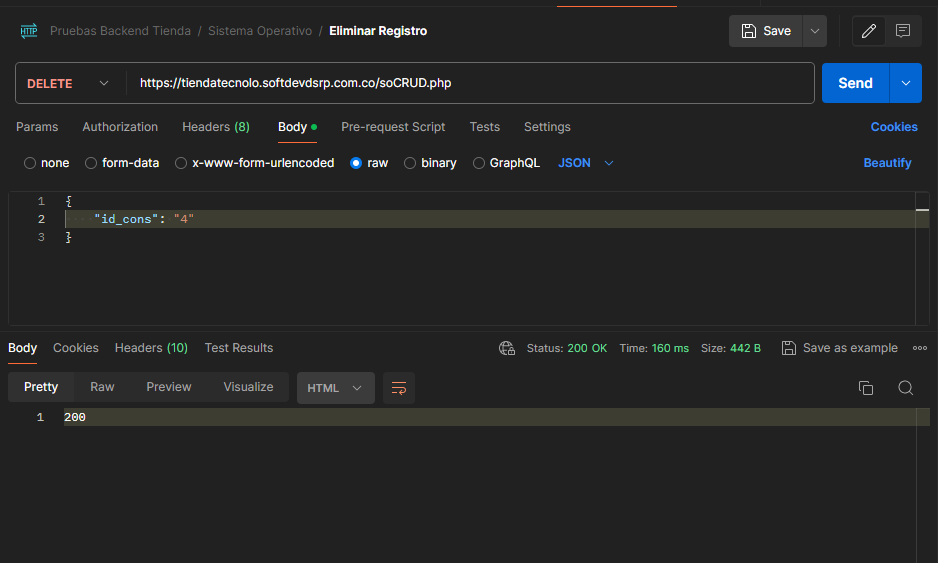 HTTP Pruebas Backend Tienda / Sistema Operativo / Eliminar Registro Save
DELETE https://tiendatecnolo.softdevdsrp.com.co/soCRUD.php Send
Params Authorization Headers (8) Body Pre-request Script Tests Settings Cookies
none form-data x-www-form-urlencoded raw binary GraphQL JSON Beautify
1 {
2 "id_cons": "4"
3 }
Body Cookies Headers (10) Test Results Status: 200 OK Time: 160 ms Size: 442 B Save as example
Pretty Raw Preview Visualize HTML
1 200